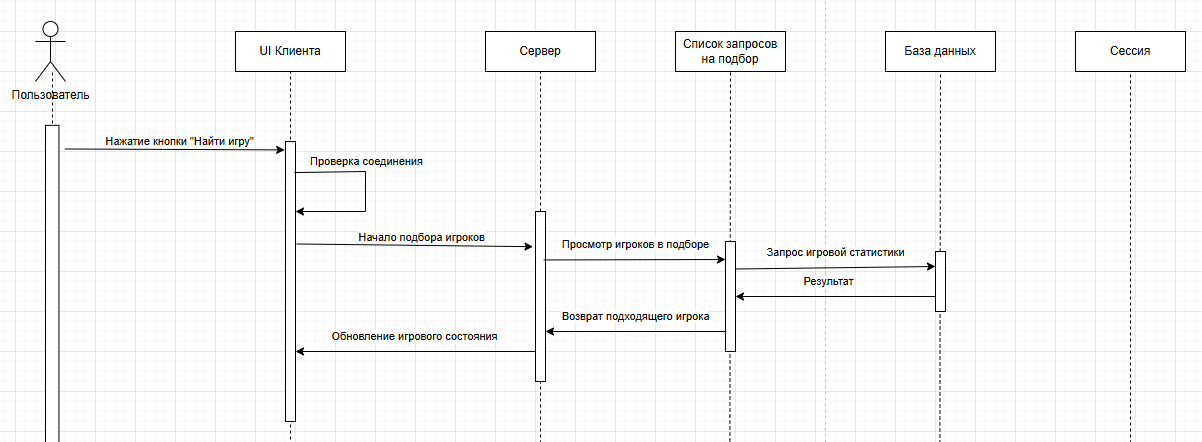 Пользователь
UI Клиента
Сервер
Список запросов
на подбор
База данных
Сессия
Нажатие кнопки "Найти игру"
Проверка соединения
Начало подбора игроков
Просмотр игроков в подборе
Запрос игровой статистики
Результат
Возврат подходящего игрока
Обновление игрового состояния